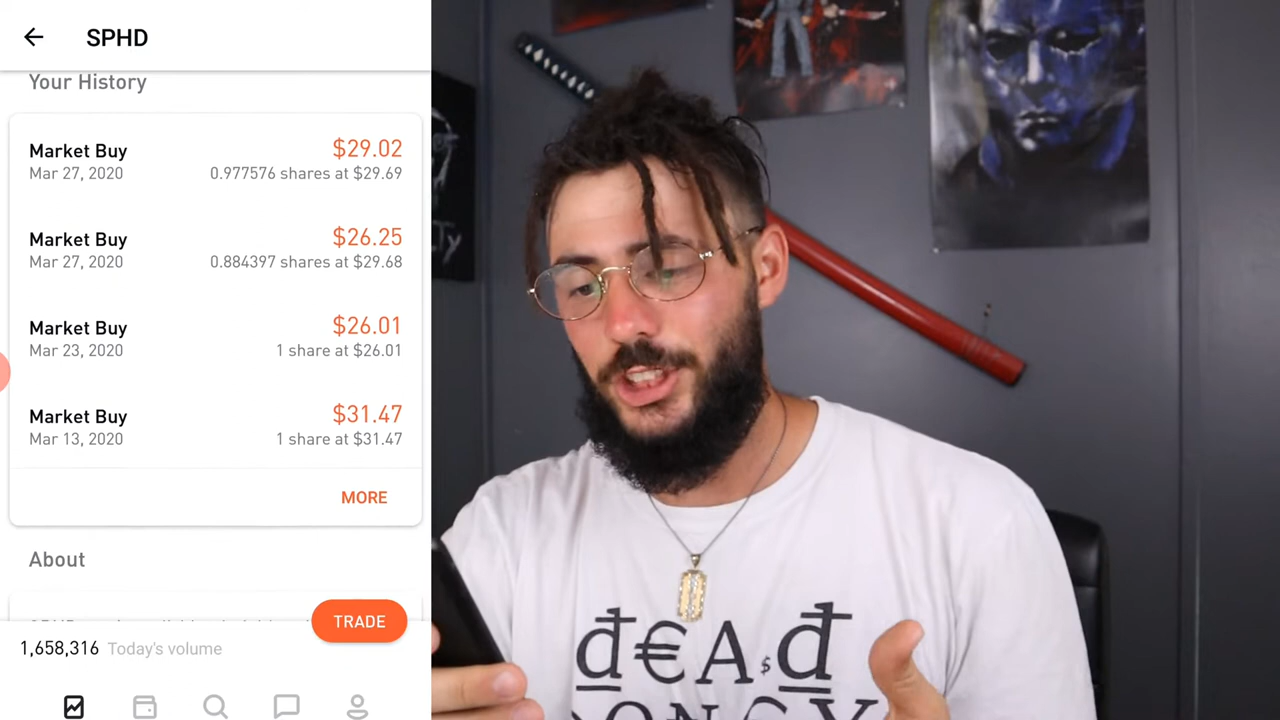 SPHD
Your History
Market Buy $29.02
Mar 27, 2020 0.977576 shares at $29.69
Market Buy $26.25
Mar 27, 2020 0.884397 shares at $29.68
Market Buy $26.01
Mar 23, 2020 1 share at $26.01
Market Buy $31.47
Mar 13, 2020 1 share at $31.47
MORE
About
TRADE
1,658,316 Today's volume
đ€A$đ